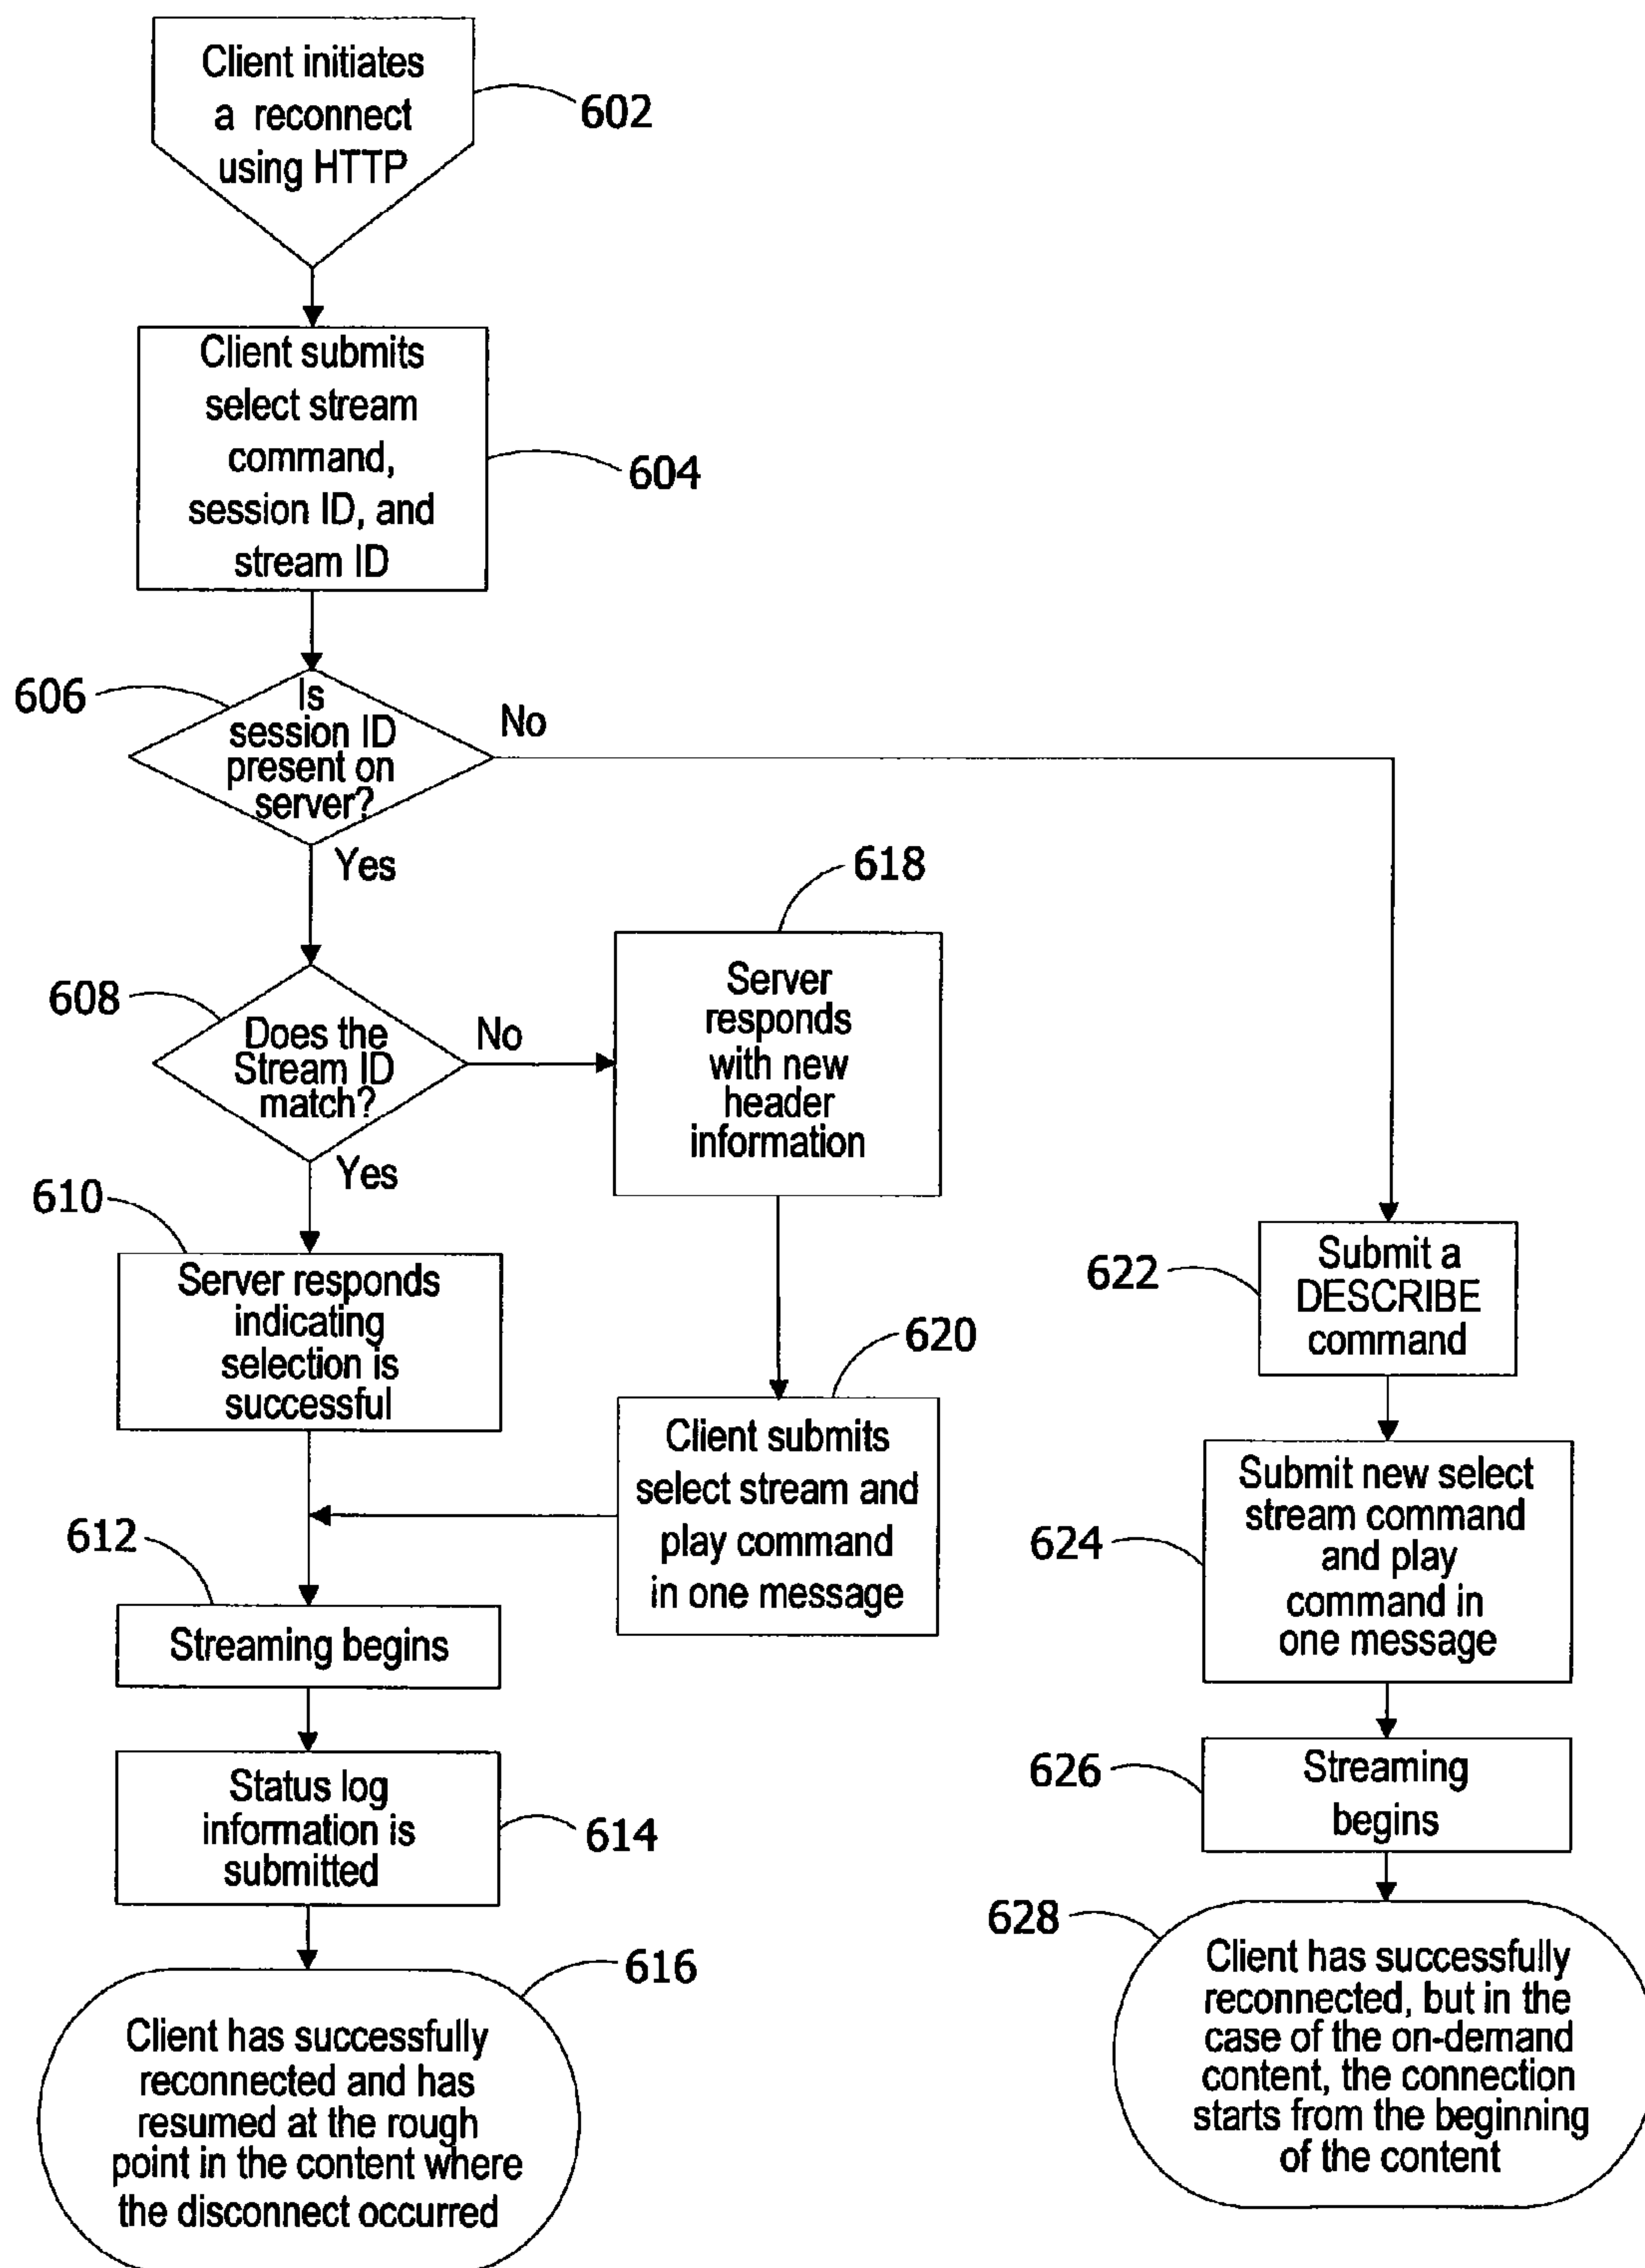 Client initiates
a reconnect
using HTTP
602
Client submits
select stream
command,
session ID, and
stream ID
604
606
Is
session ID
present on
server?
No
Yes
608
Does the
Stream ID
match?
No
Yes
618
Server
responds
with new
header
information
610
Server responds
indicating
selection is
successful
620
Client submits
select stream and
play command
in one message
612
Streaming begins
Status log
information is
submitted
614
616
Client has successfully
reconnected and has
resumed at the rough
point in the content where
the disconnect occurred
622
Submit a
DESCRIBE
command
624
Submit new select
stream command
and play
command in
one message
626
Streaming
begins
628
Client has successfully
reconnected, but in the
case of the on-demand
content, the connection
starts from the beginning
of the content